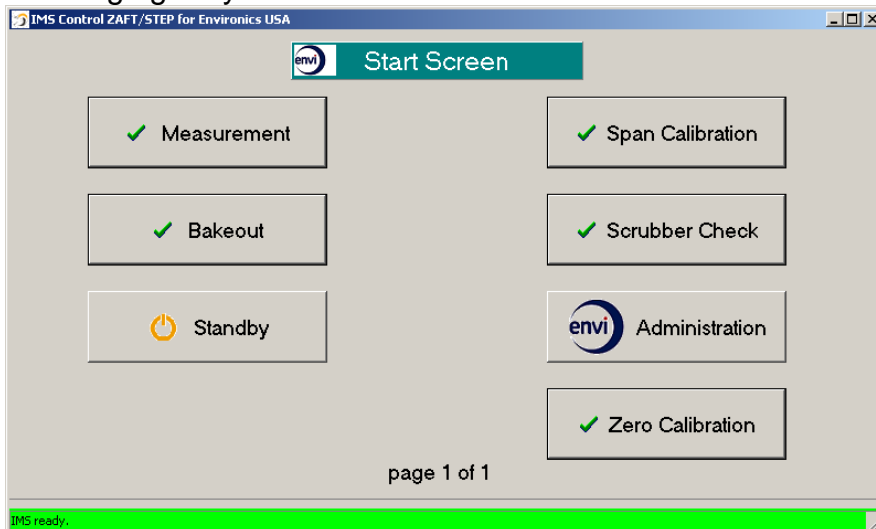 IMS Control ZAFT/STEP for Environics USA
envi Start Screen
Measurement
Span Calibration
Bakeout
Scrubber Check
Standby
envi Administration
Zero Calibration
page 1 of 1
IMS ready.